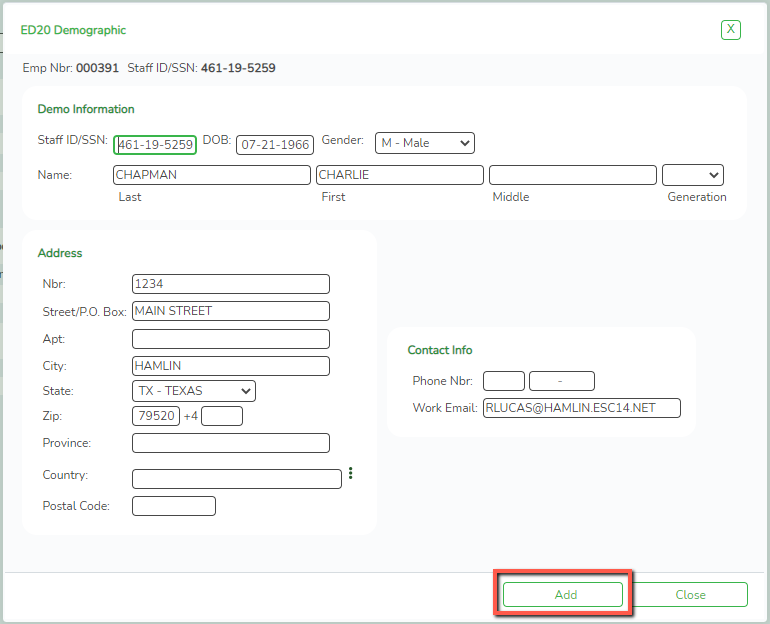 ED20 Demographic X
Emp Nbr: 000391 Staff ID/SSN: 461-19-5259
Demo Information
Staff ID/SSN: 461-19-5259 DOB: 07-21-1966 Gender: M - Male
Name: CHAPMAN CHARLIE
Last First Middle Generation
Address
Nbr: 1234
Street/P.O. Box: MAIN STREET
Apt:
City: HAMLIN
State: TX - TEXAS
Zip: 79520 +4
Province:
Country:
Postal Code:
Contact Info
Phone Nbr: -
Work Email: RLUCAS@HAMLIN.ESC14.NET
Add Close